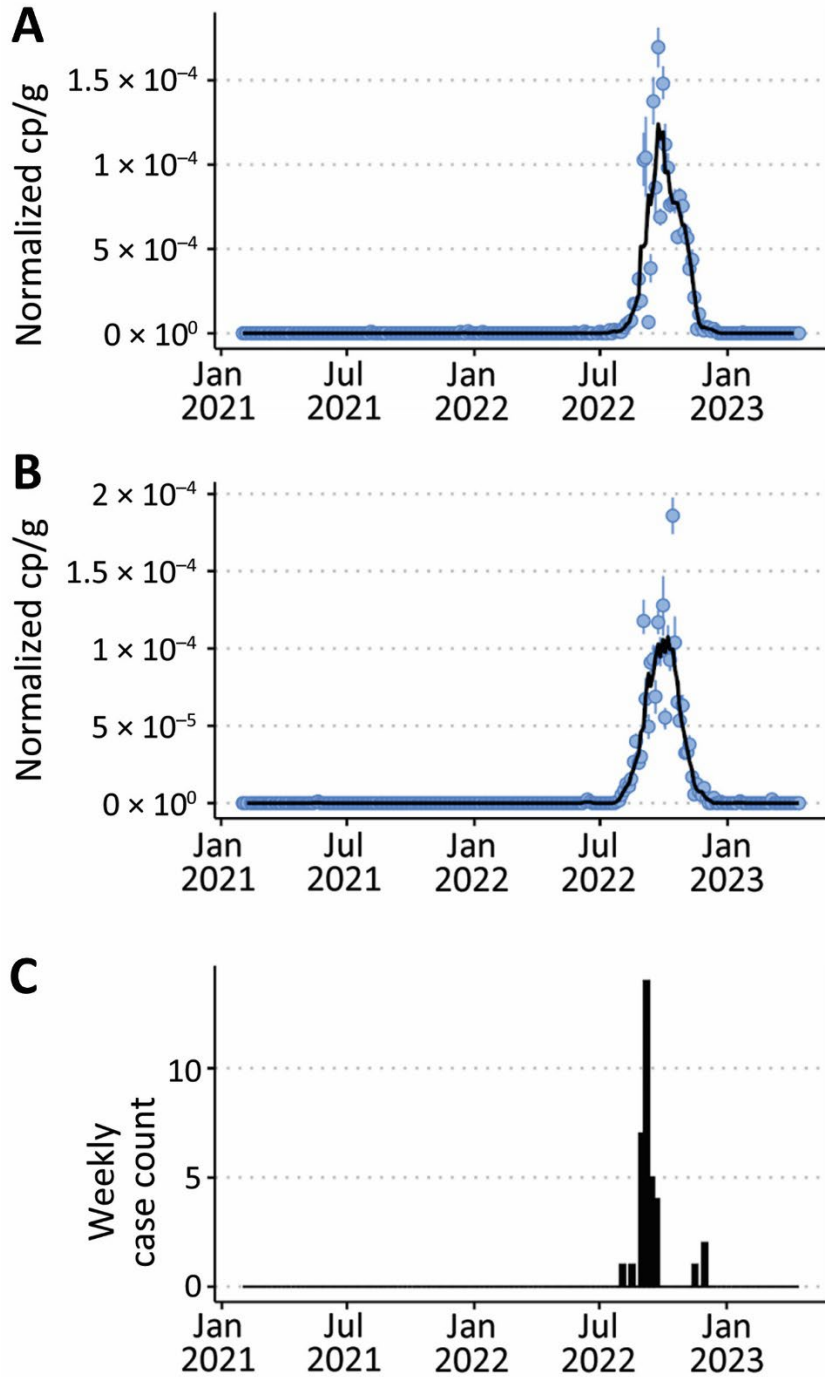 A
Normalized cp/g
1.5 × 10⁻⁴
1 × 10⁻⁴
5 × 10⁻⁴
0 × 10⁰
Jan Jul Jan Jul Jan
2021 2021 2022 2022 2023
B
Normalized cp/g
2 × 10⁻⁴
1.5 × 10⁻⁴
1 × 10⁻⁴
5 × 10⁻⁵
0 × 10⁰
Jan Jul Jan Jul Jan
2021 2021 2022 2022 2023
C
Weekly
case count
10
5
0
Jan Jul Jan Jul Jan
2021 2021 2022 2022 2023